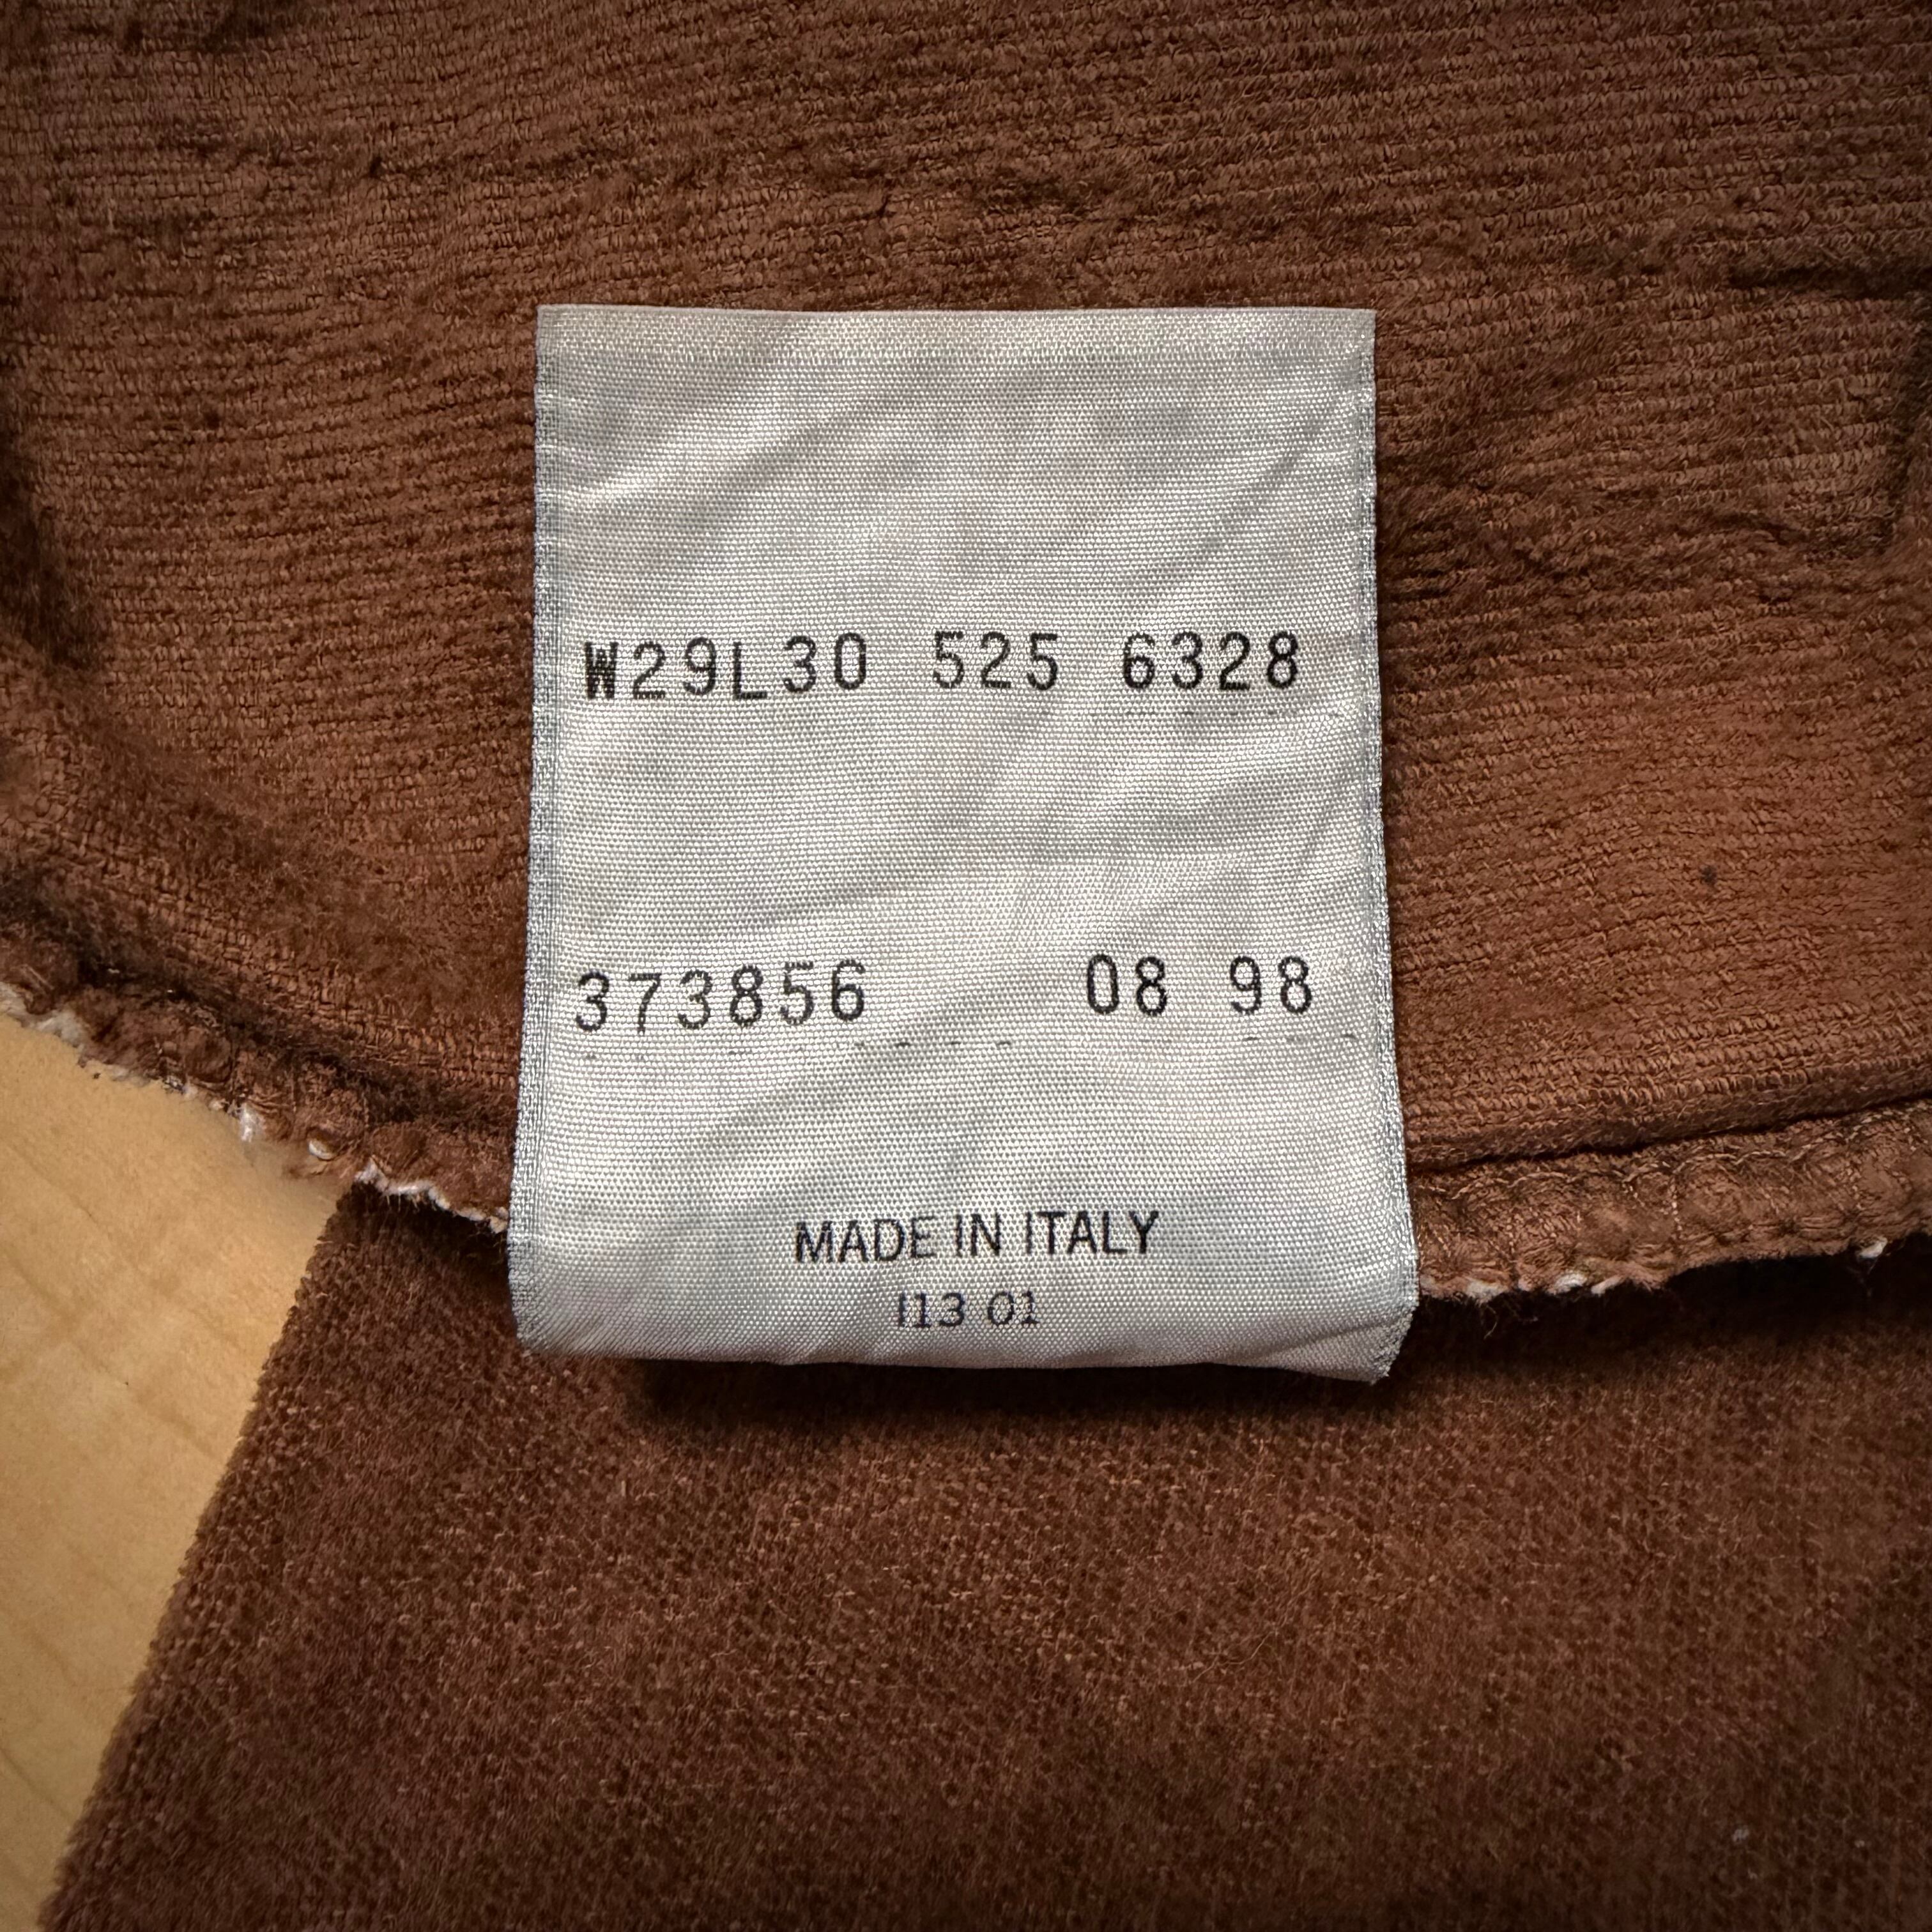 W29L30 525 6328
373856 08 98
MADE IN ITALY
I13 01